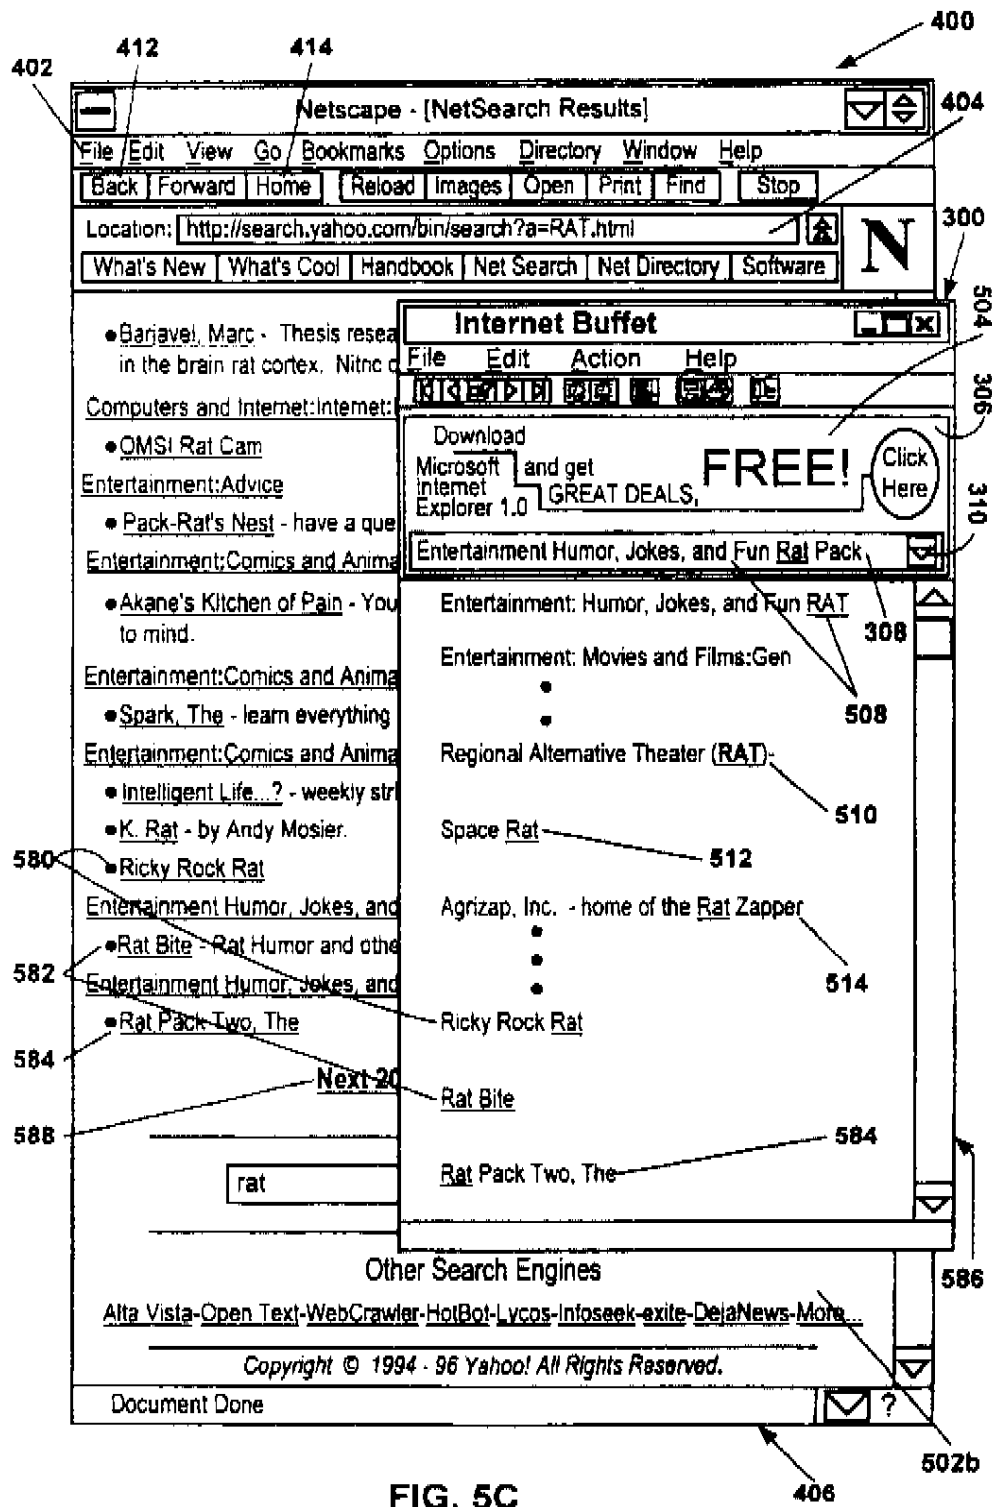 400
412
414
402
Netscape - [NetSearch Results]
404
File Edit View Go Bookmarks Options Directory Window Help
Back Forward Home Reload Images Open Print Find Stop
Location: http://search.yahoo.com/bin/search?a=RAT.html
N
300
What's New What's Cool Handbook Net Search Net Directory Software
504
Internet Buffet
File Edit Action Help
306
Download
Microsoft Internet Explorer 1.0
and get
GREAT DEALS,
FREE!
Click Here
310
Entertainment Humor, Jokes, and Fun Rat Pack
308
Entertainment: Humor, Jokes, and Fun RAT
Entertainment: Movies and Films:Gen
508
Regional Alternative Theater (RAT)-
510
Space Rat
512
Agrizap, Inc. - home of the Rat Zapper
514
Ricky Rock Rat
Rat Bite
584
Rat Pack Two, The
586
Barjavel, Marc - Thesis resea
in the brain rat cortex. Nitric o
Computers and Internet:Internet:
OMSI Rat Cam
Entertainment:Advice
Pack-Rat's Nest - have a que
Entertainment:Comics and Anima
Akane's Kitchen of Pain - You
to mind.
Entertainment:Comics and Anima
Spark, The - learn everything
Entertainment:Comics and Anima
Intelligent Life...? - weekly stri
K. Rat - by Andy Mosier.
580
Ricky Rock Rat
Entertainment Humor, Jokes, and
582
Rat Bite - Rat Humor and othe
Entertainment Humor, Jokes, and
Rat Pack Two, The
584
Next 20
588
rat
Other Search Engines
Alta Vista-Open Text-WebCrawler-HotBot-Lycos-Infoseek-exite-DejaNews-More...
Copyright © 1994 - 96 Yahoo! All Rights Reserved.
Document Done
?
502b
406
FIG. 5C